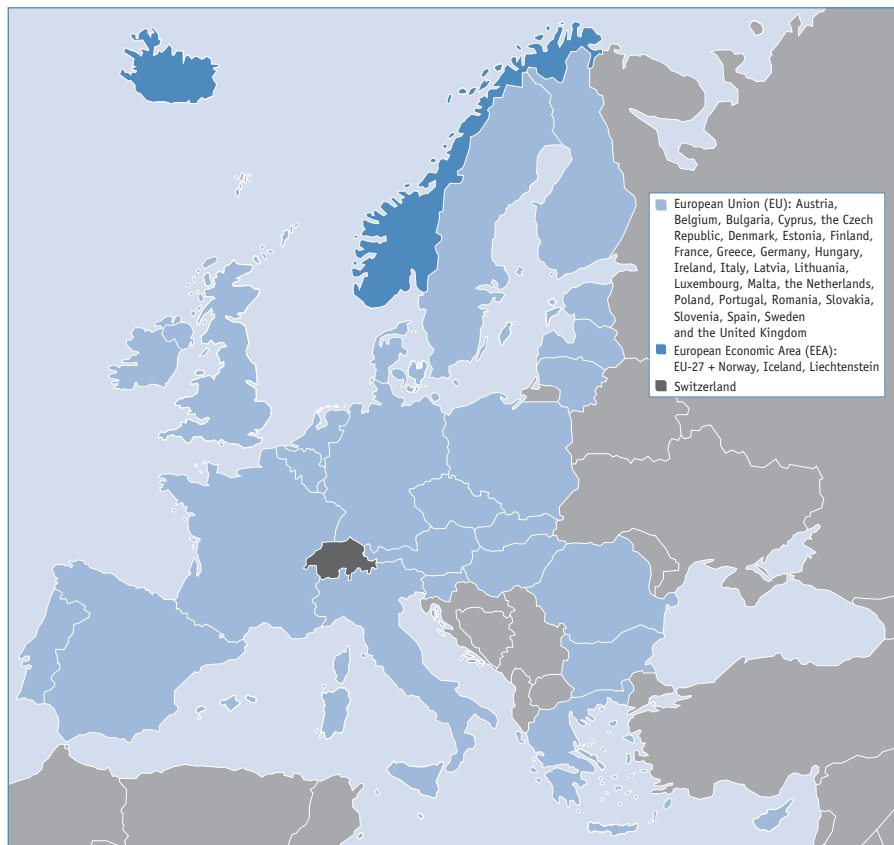 European Union (EU): Austria,
Belgium, Bulgaria, Cyprus, the Czech
Republic, Denmark, Estonia, Finland,
France, Greece, Germany, Hungary,
Ireland, Italy, Latvia, Lithuania,
Luxembourg, Malta, the Netherlands,
Poland, Portugal, Romania, Slovakia,
Slovenia, Spain, Sweden
and the United Kingdom
European Economic Area (EEA):
EU-27 + Norway, Iceland, Liechtenstein
Switzerland